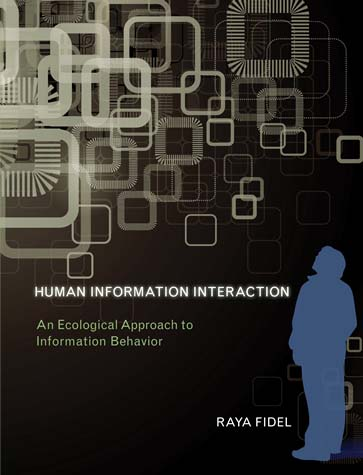 HUMAN INFORMATION INTERACTION
An Ecological Approach to
Information Behavior
RAYA FIDEL